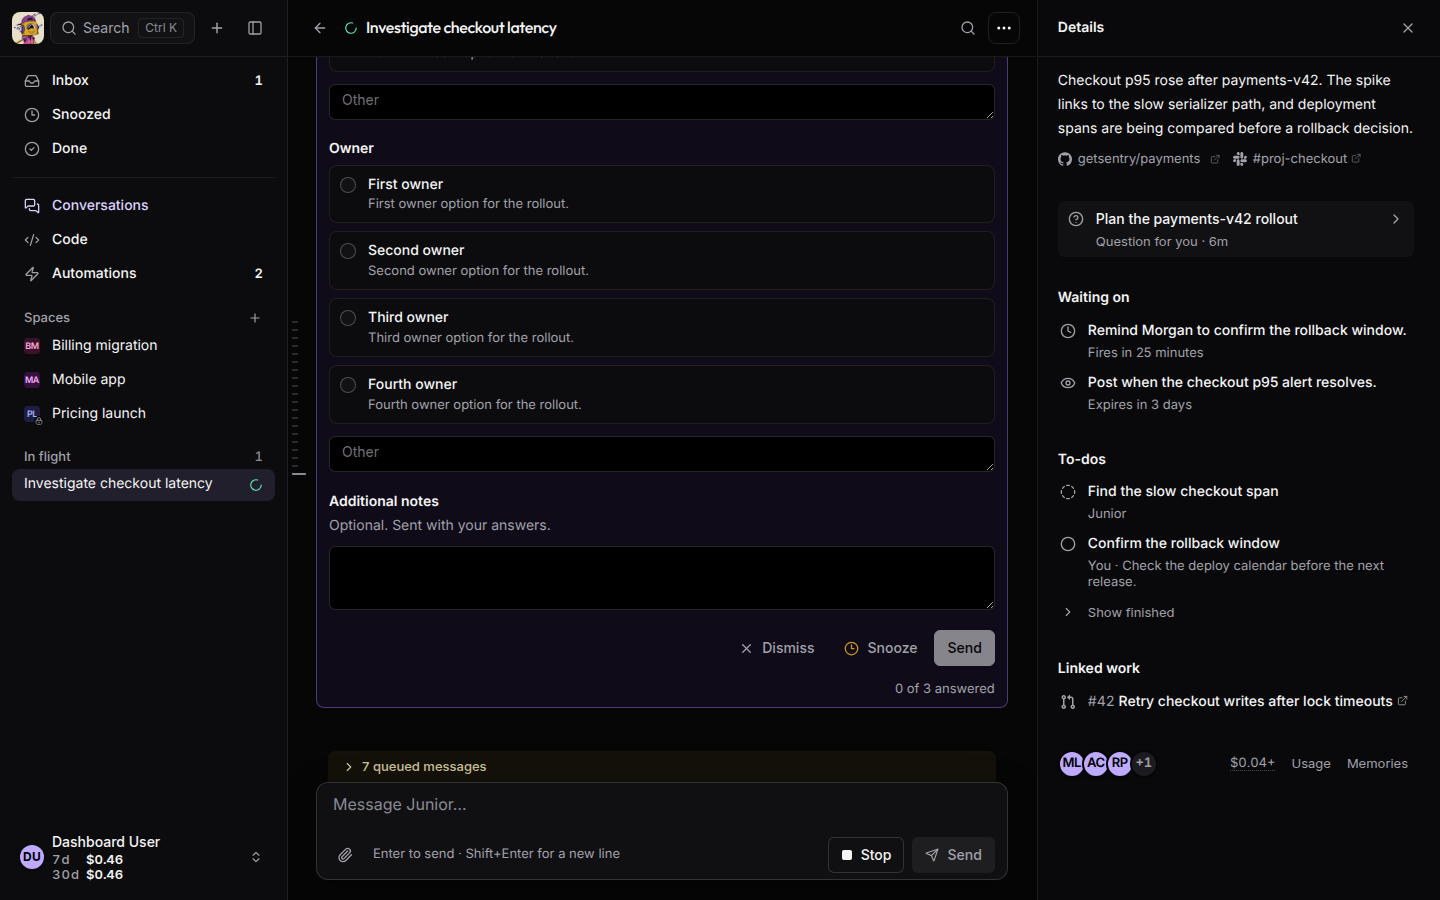 Search Ctrl K
Inbox 1
Snoozed
Done
Conversations
Code
Automations 2
Spaces
BM Billing migration
MA Mobile app
PL Pricing launch
In flight 1
Investigate checkout latency
DU Dashboard User
7d $0.46
30d $0.46
Investigate checkout latency
Other
Owner
First owner
First owner option for the rollout.
Second owner
Second owner option for the rollout.
Third owner
Third owner option for the rollout.
Fourth owner
Fourth owner option for the rollout.
Other
Additional notes
Optional. Sent with your answers.
Dismiss Snooze Send
0 of 3 answered
7 queued messages
Message Junior...
Enter to send · Shift+Enter for a new line
Stop Send
Details
Checkout p95 rose after payments-v42. The spike
links to the slow serializer path, and deployment
spans are being compared before a rollback decision.
getsentry/payments #proj-checkout
Plan the payments-v42 rollout
Question for you · 6m
Waiting on
Remind Morgan to confirm the rollback window.
Fires in 25 minutes
Post when the checkout p95 alert resolves.
Expires in 3 days
To-dos
Find the slow checkout span
Junior
Confirm the rollback window
You · Check the deploy calendar before the next
release.
Show finished
Linked work
#42 Retry checkout writes after lock timeouts
ML AC RP +1 $0.04+ Usage Memories